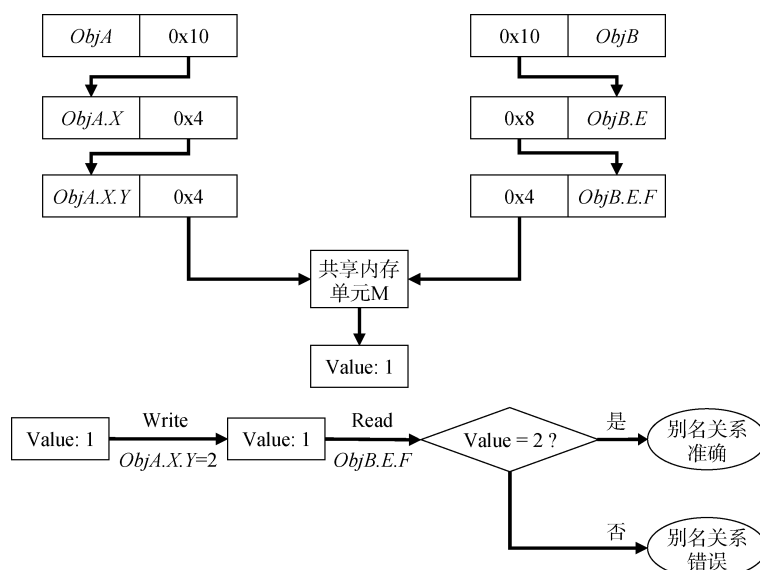 ObjA 0x10
0x10 ObjB
ObjA.X 0x4
0x8 ObjB.E
ObjA.X.Y 0x4
0x4 ObjB.E.F
共享内存
单元M
Value: 1
Value: 1
Write
ObjA.X.Y=2
Value: 1
Read
ObjB.E.F
Value = 2 ?
是
别名关系
准确
否
别名关系
错误